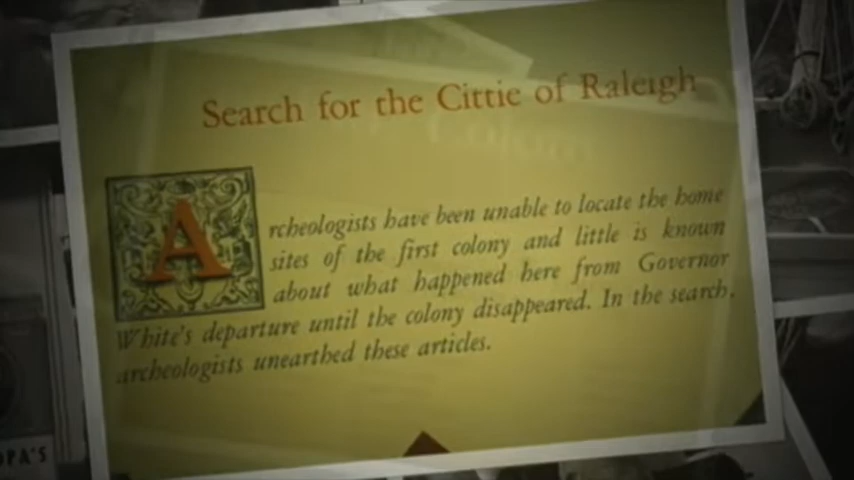 Search for the Cittie of Raleigh
Archeologists have been unable to locate the home
sites of the first colony and little is known
about what happened here from Governor
White's departure until the colony disappeared. In the search,
archeologists unearthed these articles.